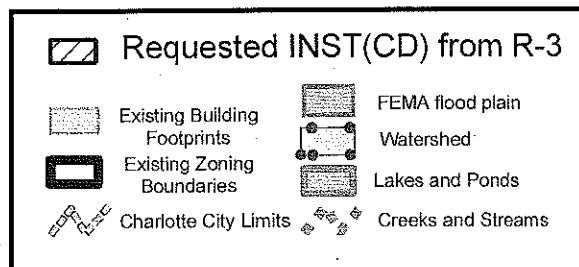 Requested INST(CD) from R-3
Existing Building
Footprints
Existing Zoning
Boundaries
Charlotte City Limits
FEMA flood plain
Watershed
Lakes and Ponds
Creeks and Streams